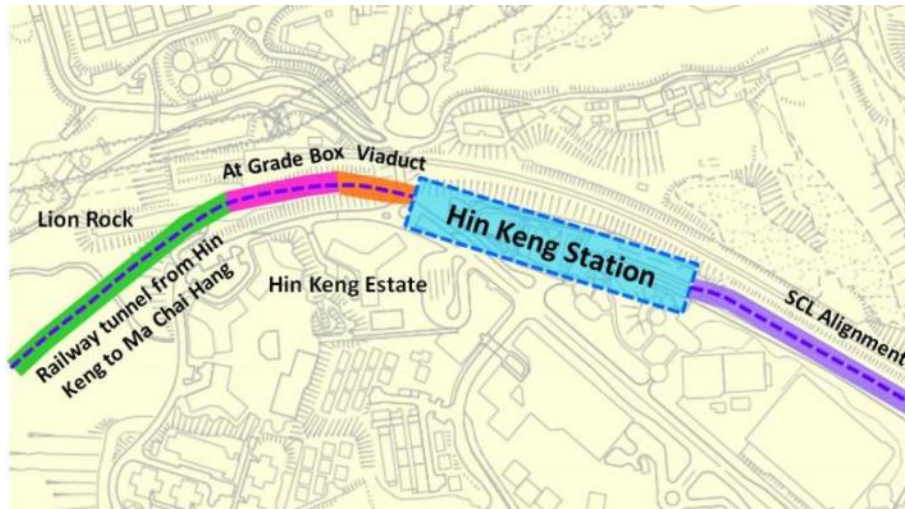 At Grade Box
Viaduct
Lion Rock
Hin Keng Station
Railway tunnel from Hin
Keng to Ma Chai Hang
Hin Keng Estate
SCL Alignment